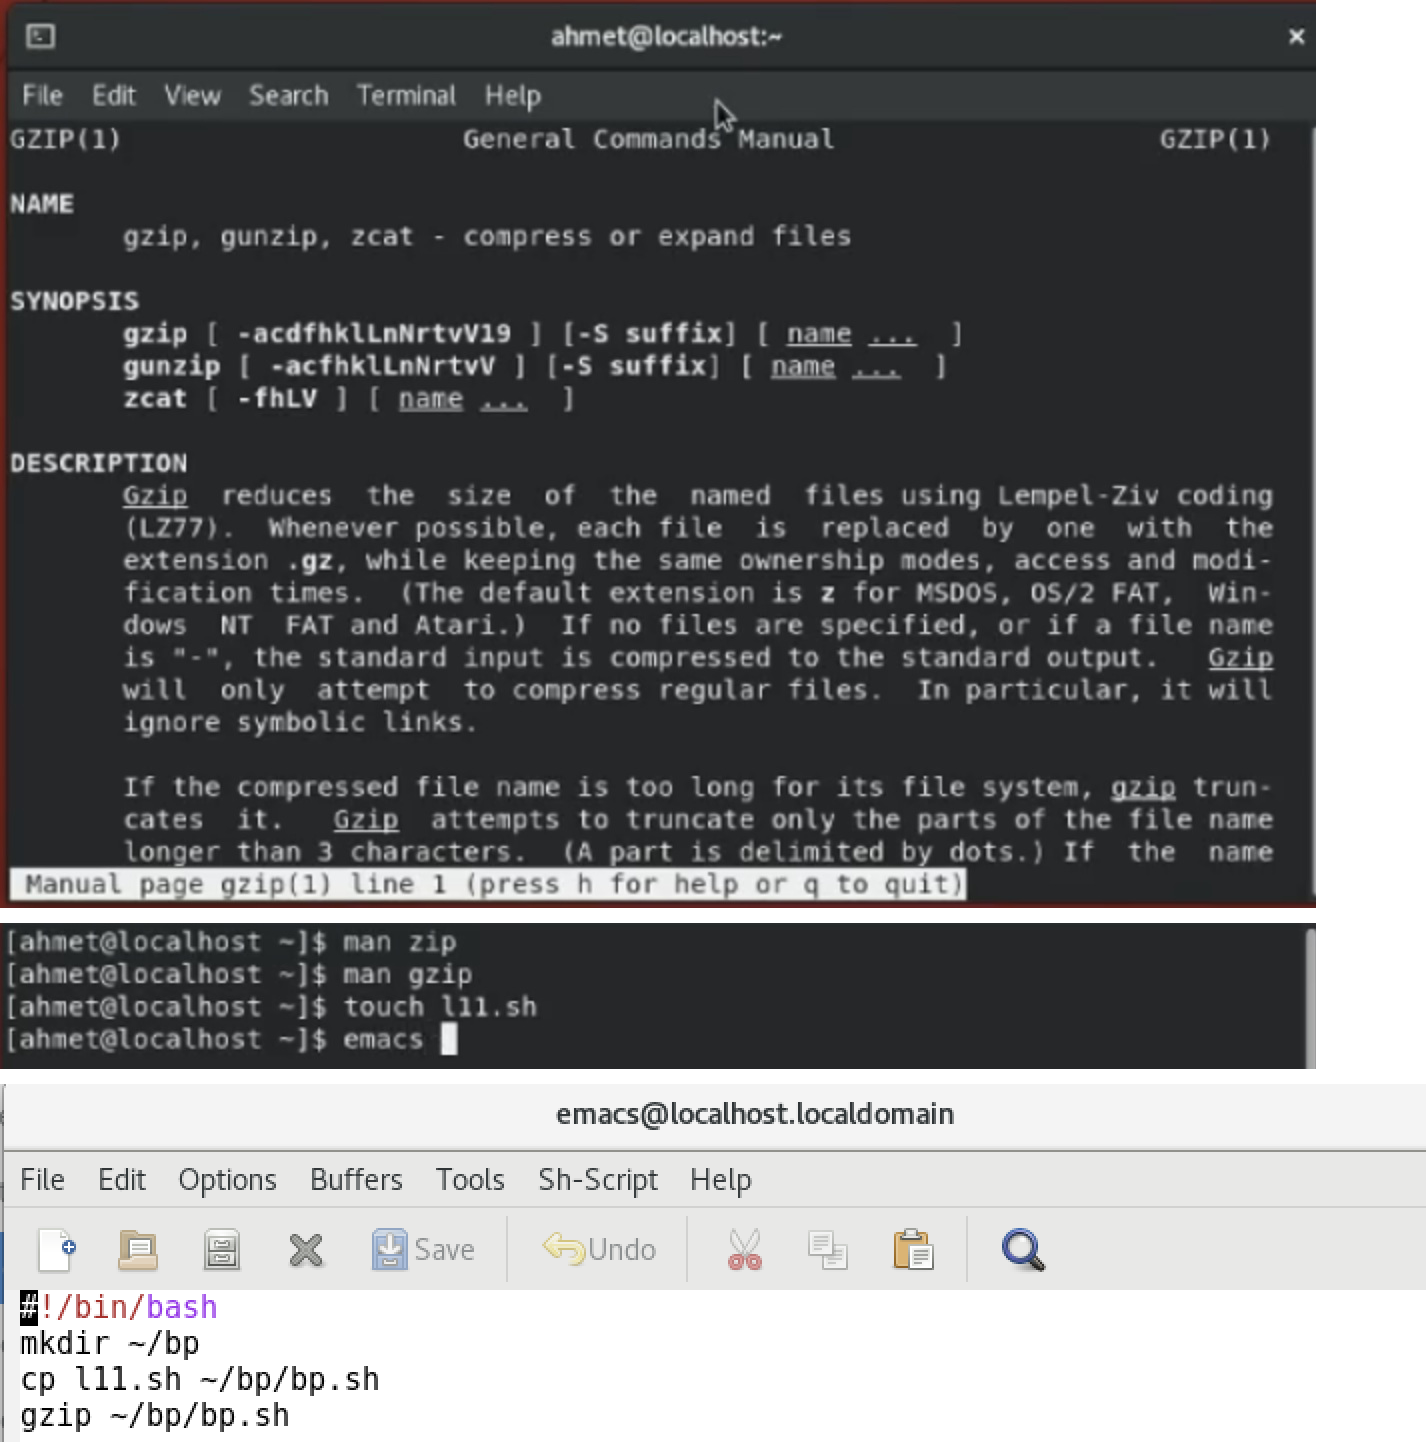 ahmet@localhost:~
File Edit View Search Terminal Help
GZIP(1) General Commands Manual GZIP(1)
NAME
gzip, gunzip, zcat - compress or expand files
SYNOPSIS
gzip [ -acdfhklLnNrtvV19 ] [-S suffix] [ name ... ]
gunzip [ -acfhklLnNrtvV ] [-S suffix] [ name ... ]
zcat [ -fhLV ] [ name ... ]
DESCRIPTION
Gzip reduces the size of the named files using Lempel-Ziv coding
(LZ77). Whenever possible, each file is replaced by one with the
extension .gz, while keeping the same ownership modes, access and modi-
fication times. (The default extension is z for MSDOS, OS/2 FAT, Win-
dows NT FAT and Atari.) If no files are specified, or if a file name
is "-", the standard input is compressed to the standard output. Gzip
will only attempt to compress regular files. In particular, it will
ignore symbolic links.
If the compressed file name is too long for its file system, gzip trun-
cates it. Gzip attempts to truncate only the parts of the file name
longer than 3 characters. (A part is delimited by dots.) If the name
Manual page gzip(1) line 1 (press h for help or q to quit)
[ahmet@localhost ~]$ man zip
[ahmet@localhost ~]$ man gzip
[ahmet@localhost ~]$ touch l11.sh
[ahmet@localhost ~]$ emacs
emacs@localhost.localdomain
File Edit Options Buffers Tools Sh-Script Help
Save Undo
#!/bin/bash
mkdir ~/bp
cp l11.sh ~/bp/bp.sh
gzip ~/bp/bp.sh